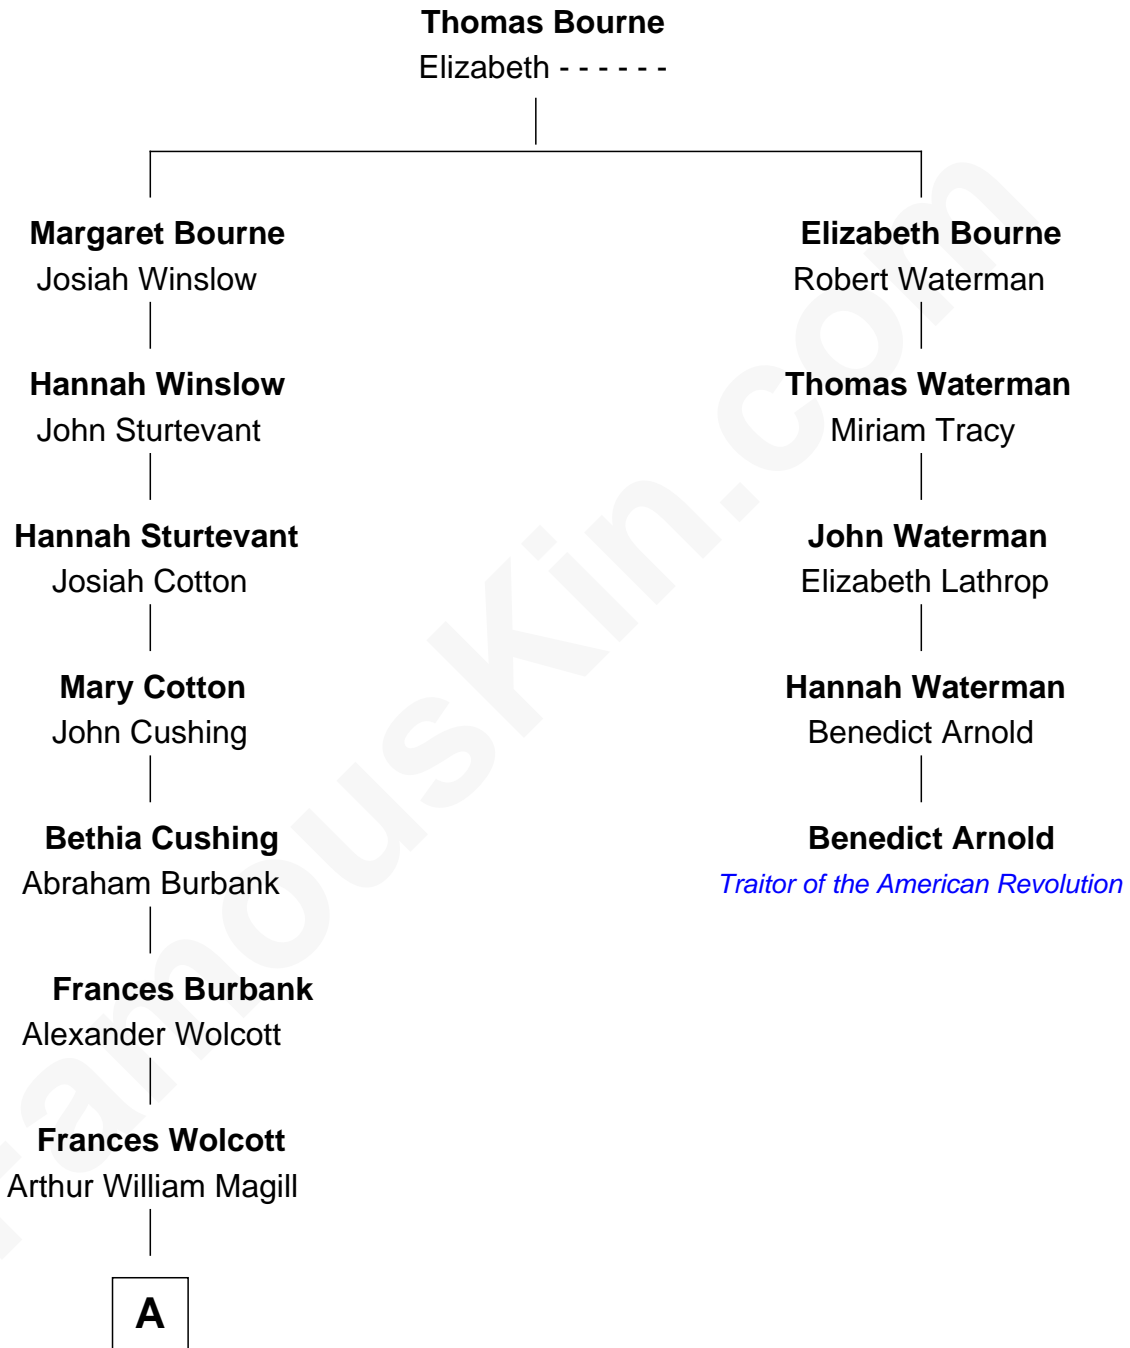 Thomas Bourne
Elizabeth - - - - - -
Margaret Bourne
Josiah Winslow
Hannah Winslow
John Sturtevant
Hannah Sturtevant
Josiah Cotton
Mary Cotton
John Cushing
Bethia Cushing
Abraham Burbank
Frances Burbank
Alexander Wolcott
Frances Wolcott
Arthur William Magill
A
Elizabeth Bourne
Robert Waterman
Thomas Waterman
Miriam Tracy
John Waterman
Elizabeth Lathrop
Hannah Waterman
Benedict Arnold
Benedict Arnold
Traitor of the American Revolution
FamousKin.com